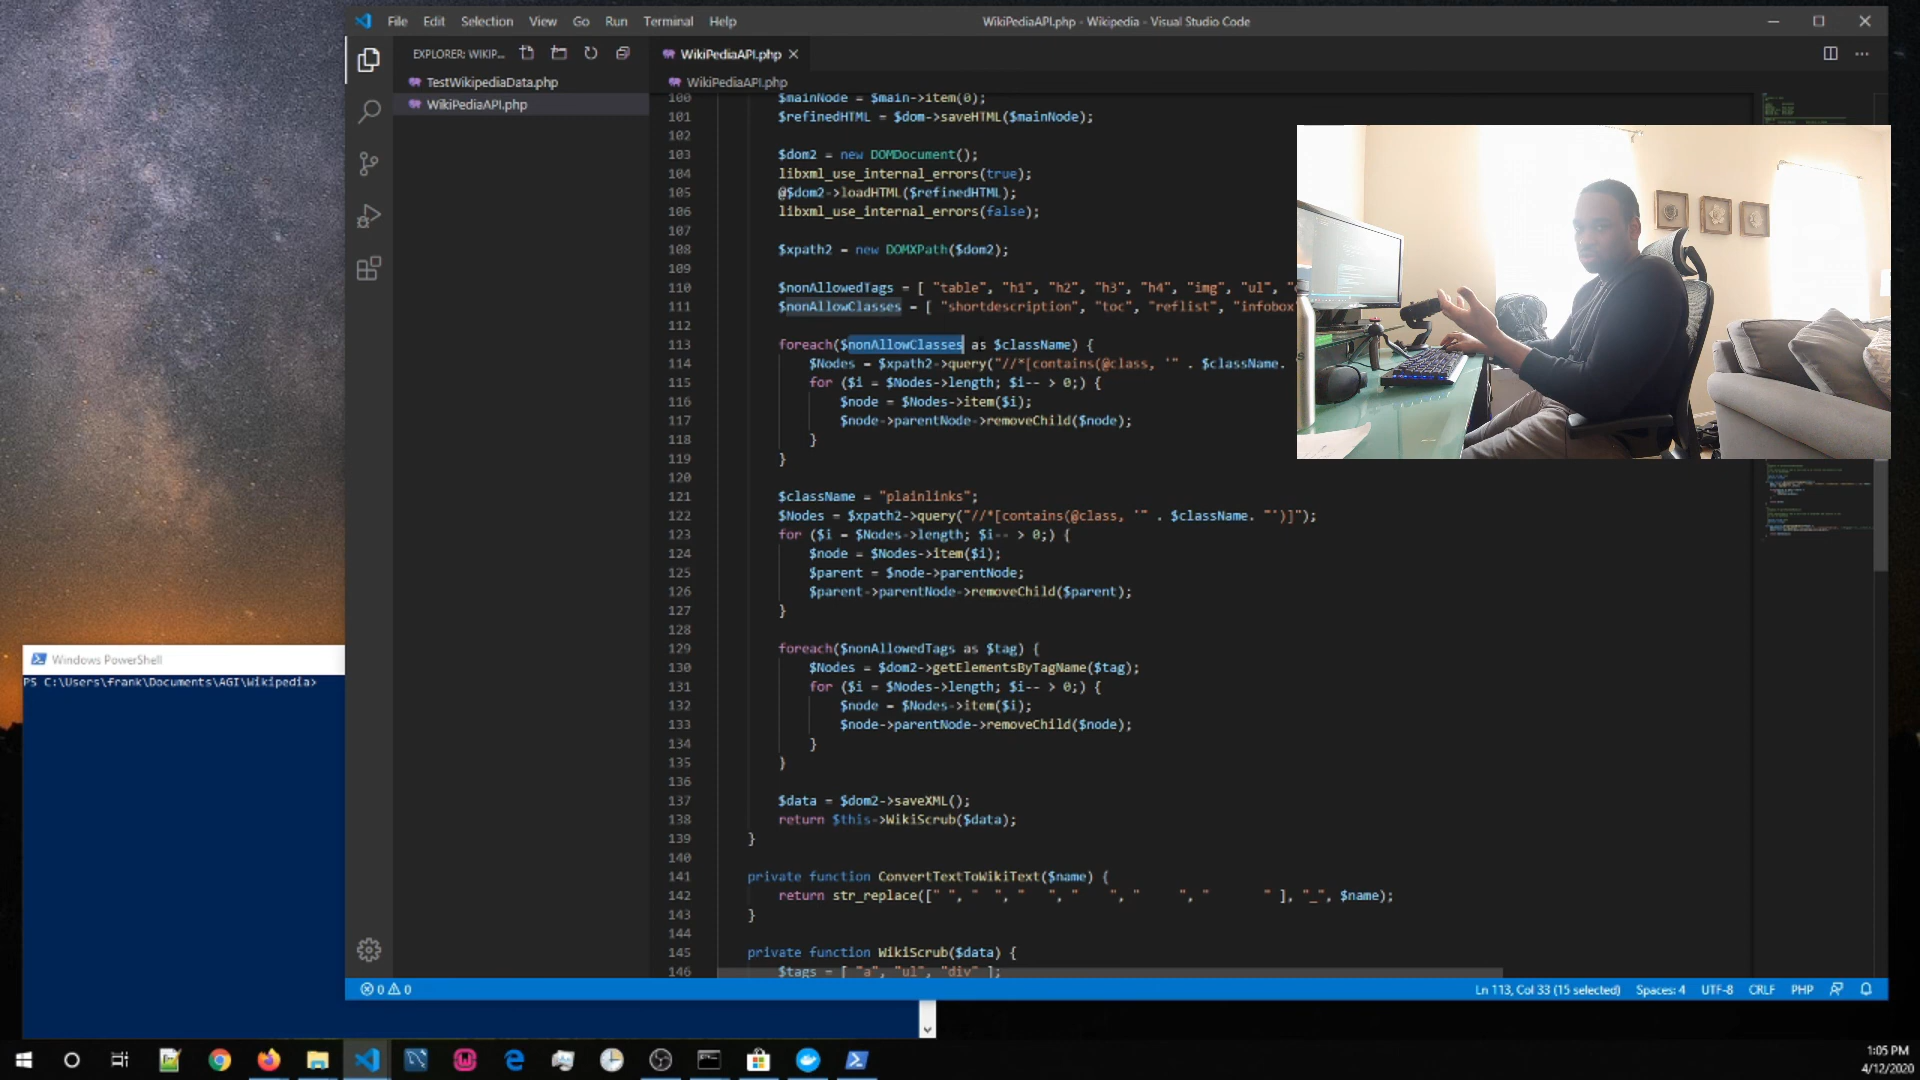 File Edit Selection View Go Run Terminal Help
WikiPediaAPI.php - Wikipedia - Visual Studio Code
EXPLORER: WIKIP...
WikiPediaAPI.php
TestWikipediaData.php
WikiPediaAPI.php
WikiPediaAPI.php
100 $mainNode = $main->item(0);
101 $refinedHTML = $dom->saveHTML($mainNode);
102
103 $dom2 = new DOMDocument();
104 libxml_use_internal_errors(true);
105 @$dom2->loadHTML($refinedHTML);
106 libxml_use_internal_errors(false);
107
108 $xpath2 = new DOMXPath($dom2);
109
110 $nonAllowedTags = [ "table", "h1", "h2", "h3", "h4", "img", "ul",
111 $nonAllowClasses = [ "shortdescription", "toc", "reflist", "infobox
112
113 foreach($nonAllowClasses as $className) {
114 $Nodes = $xpath2->query("//*[contains(@class, '" . $className.
115 for ($i = $Nodes->length; $i-- > 0;) {
116 $node = $Nodes->item($i);
117 $node->parentNode->removeChild($node);
118 }
119 }
120
121 $className = "plainlinks";
122 $Nodes = $xpath2->query("//*[contains(@class, '" . $className. "')]");
123 for ($i = $Nodes->length; $i-- > 0;) {
124 $node = $Nodes->item($i);
125 $parent = $node->parentNode;
126 $parent->parentNode->removeChild($parent);
127 }
128
129 foreach($nonAllowedTags as $tag) {
130 $Nodes = $dom2->getElementsByTagName($tag);
131 for ($i = $Nodes->length; $i-- > 0;) {
132 $node = $Nodes->item($i);
133 $node->parentNode->removeChild($node);
134 }
135 }
136
137 $data = $dom2->saveXML();
138 return $this->WikiScrub($data);
139 }
140
141 private function ConvertTextToWikiText($name) {
142 return str_replace([" ", "  ", "   ", "    ", "     ", "       " ], "_", $name);
143 }
144
145 private function WikiScrub($data) {
146 $tags = [ "a", "ul", "div" ];
Windows PowerShell
PS C:\Users\frank\Documents\AGI\Wikipedia>
0 0
Ln 113, Col 33 (15 selected) Spaces: 4 UTF-8 CRLF PHP
1:05 PM
4/12/2020